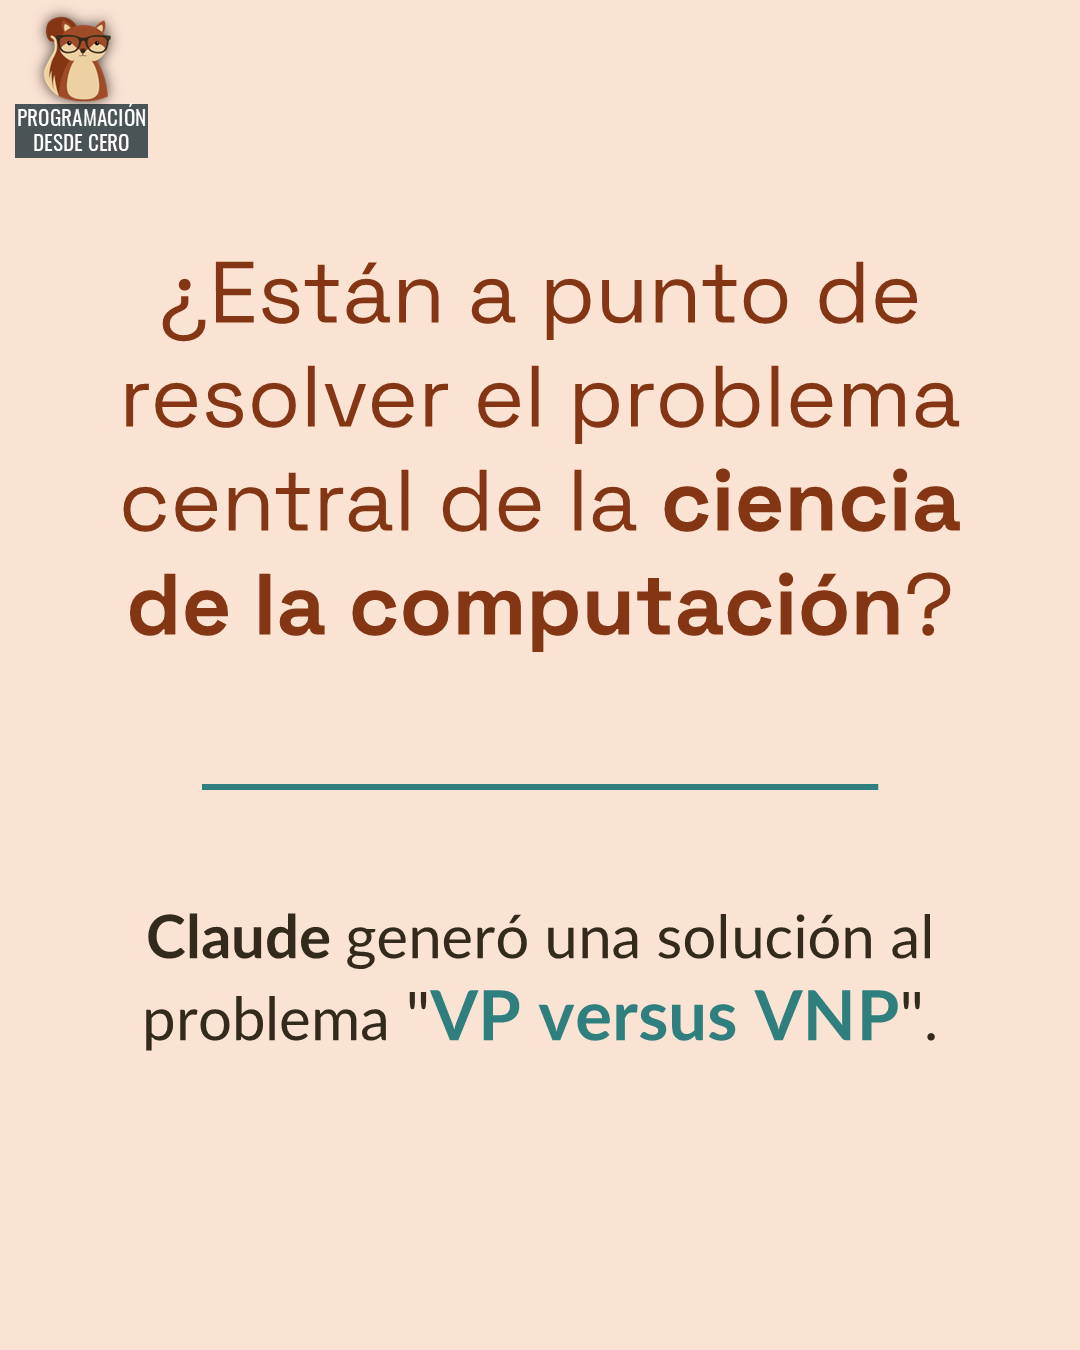 PROGRAMACIÓN
DESDE CERO
¿Están a punto de
resolver el problema
central de la ciencia
de la computación?
Claude generó una solución al
problema "VP versus VNP".